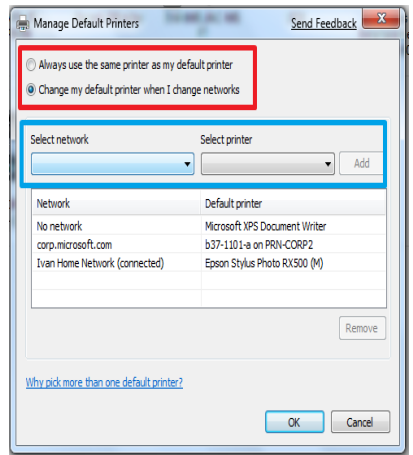 Manage Default Printers Send Feedback
Always use the same printer as my default printer
Change my default printer when I change networks
Select network Select printer
Add
Network Default printer
No network Microsoft XPS Document Writer
corp.microsoft.com b37-1101-a on PRN-CORP2
Ivan Home Network (connected) Epson Stylus Photo RX500 (M)
Remove
Why pick more than one default printer?
OK Cancel